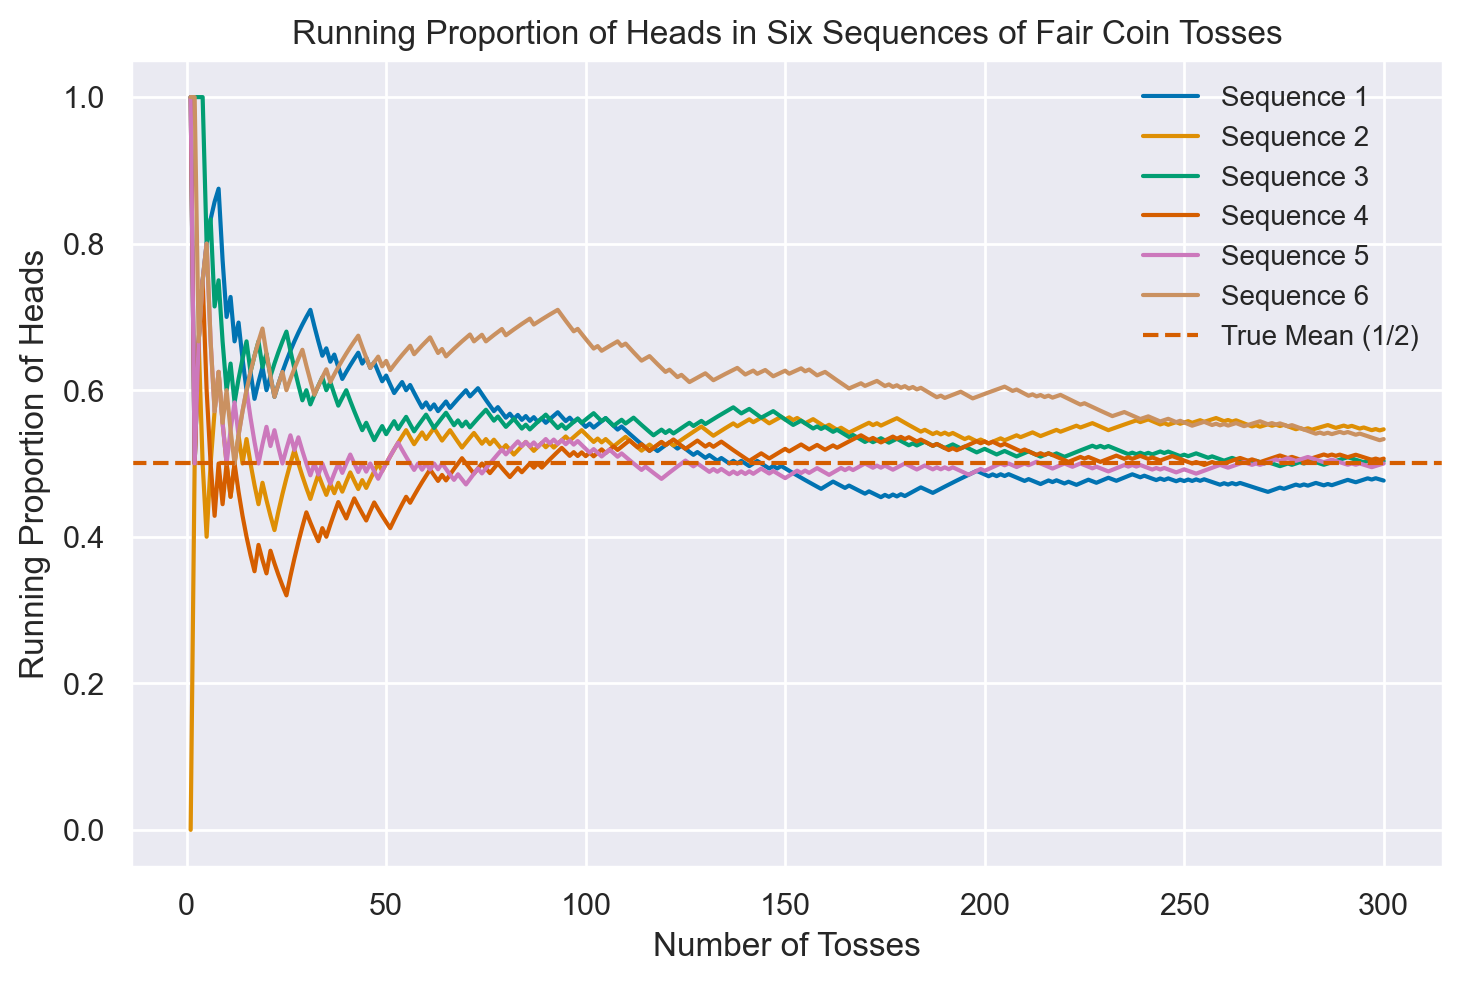 Running Proportion of Heads in Six Sequences of Fair Coin Tosses
Running Proportion of Heads
1.0
0.8
0.6
0.4
0.2
0.0
Sequence 1
Sequence 2
Sequence 3
Sequence 4
Sequence 5
Sequence 6
True Mean (1/2)
0 50 100 150 200 250 300
Number of Tosses